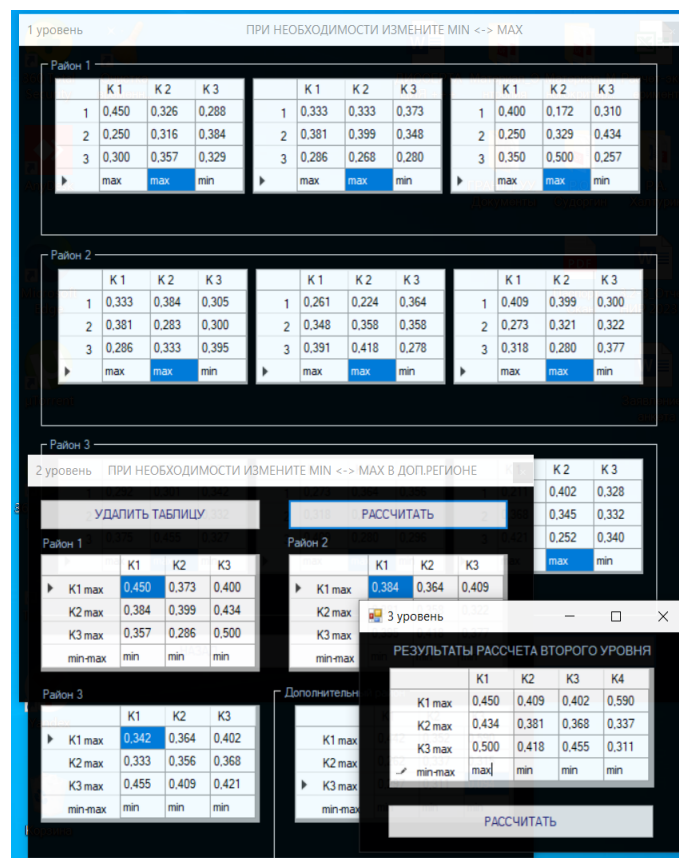 1 уровень ПРИ НЕОБХОДИМОСТИ ИЗМЕНИТЕ MIN <-> MAX
Район 1
K 1 K 2 K 3 K 1 K 2 K 3 K 1 K 2 K 3
1 0,450 0,326 0,288 1 0,333 0,333 0,373 1 0,400 0,172 0,310
2 0,250 0,316 0,384 2 0,381 0,399 0,348 2 0,250 0,329 0,434
3 0,300 0,357 0,329 3 0,286 0,268 0,280 3 0,350 0,500 0,257
max max min max max min max max min
Район 2
K 1 K 2 K 3 K 1 K 2 K 3 K 1 K 2 K 3
1 0,333 0,384 0,305 1 0,261 0,224 0,364 1 0,409 0,399 0,300
2 0,381 0,283 0,300 2 0,348 0,358 0,358 2 0,273 0,321 0,322
3 0,286 0,333 0,395 3 0,391 0,418 0,278 3 0,318 0,280 0,377
max max min max max min max max min
Район 3
K 2 K 3
0,402 0,328
0,345 0,332
0,252 0,340
max min
2 уровень ПРИ НЕОБХОДИМОСТИ ИЗМЕНИТЕ MIN <-> MAX В ДОП.РЕГИОНЕ
УДАЛИТЬ ТАБЛИЦУ РАССЧИТАТЬ
Район 1 Район 2
K1 K2 K3 K1 K2 K3
K1 max 0,450 0,373 0,400 K1 max 0,384 0,364 0,409
K2 max 0,384 0,399 0,434 K2 max
K3 max 0,357 0,286 0,500 K3 max
min-max min min min min-max
Район 3 Дополнительн
K1 K2 K3
K1 max 0,342 0,364 0,402 K1 max
K2 max 0,333 0,356 0,368 K2 max
K3 max 0,455 0,409 0,421 K3 max
min-max min min min min-max
3 уровень
РЕЗУЛЬТАТЫ РАССЧЕТА ВТОРОГО УРОВНЯ
K1 K2 K3 K4
K1 max 0,450 0,409 0,402 0,590
K2 max 0,434 0,381 0,368 0,337
K3 max 0,500 0,418 0,455 0,311
min-max max min min min
РАССЧИТАТЬ